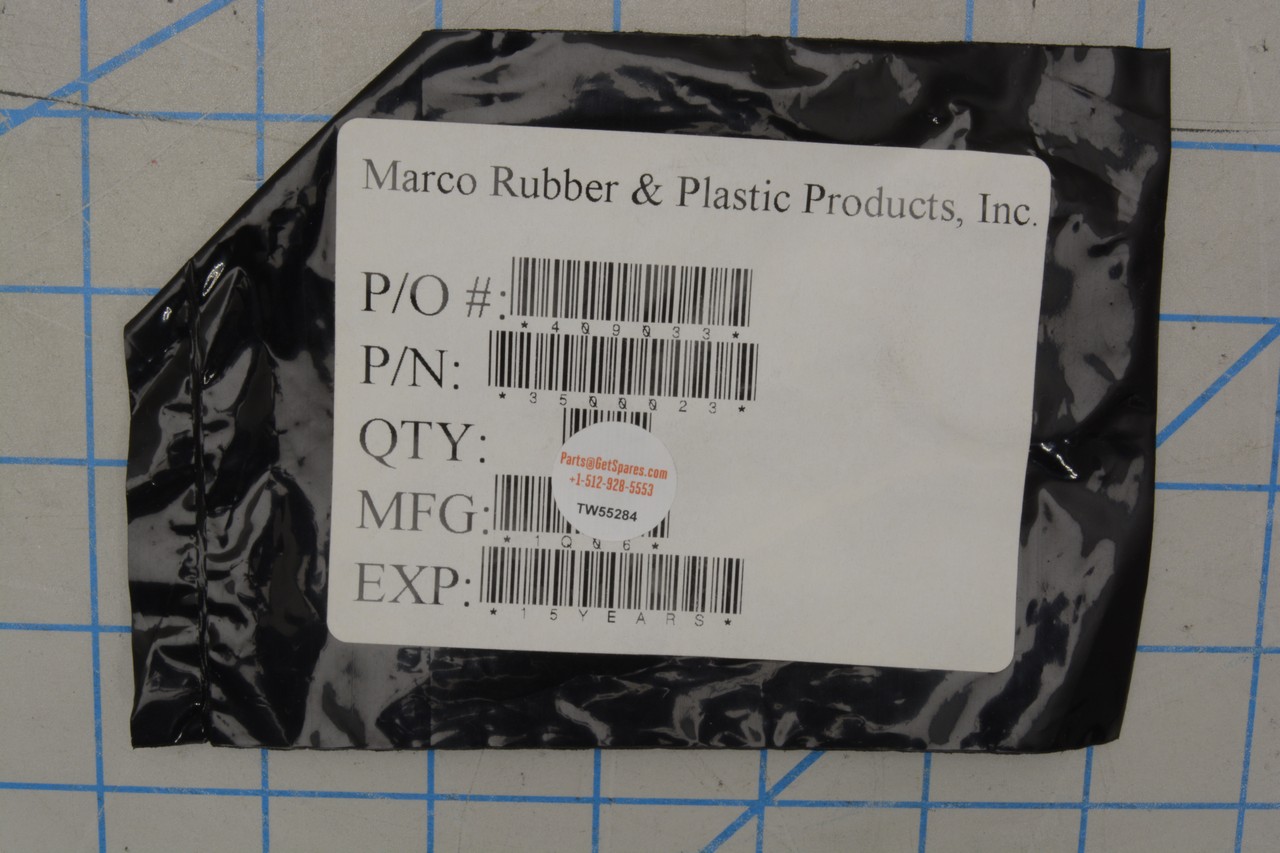 Marco Rubber & Plastic Products, Inc.
P/O #:
*409033*
P/N:
*3500023*
QTY:
Parts@GetSpares.com
+1-512-928-5553
TW55284
MFG:
*1Q06*
EXP:
*15YEARS*